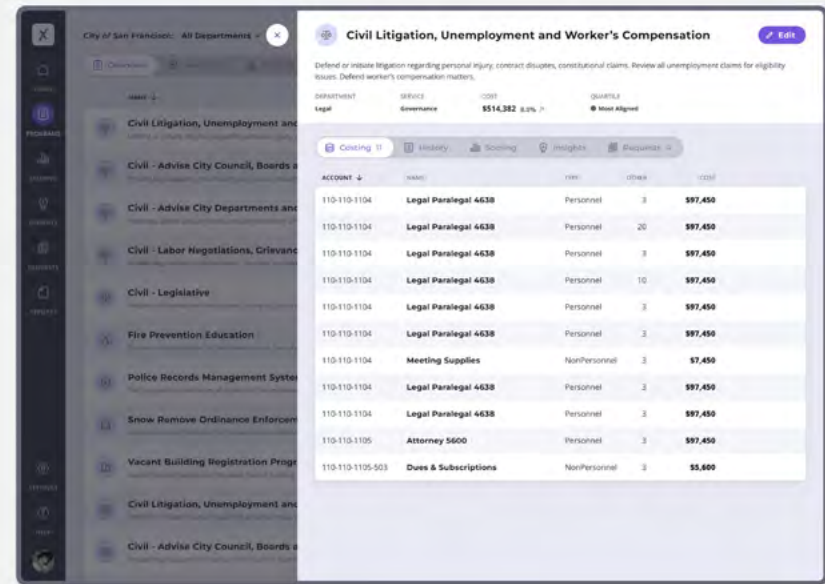 City of San Francisco: All Departments
Civil Litigation, Unemployment and Worker's Compensation
Edit
Defend or initiate litigation regarding personal injury, contract disputes, constitutional claims. Review all unemployment claims for eligibility
issues. Defend worker's compensation matters.
DEPARTMENT SERVICE COST QUARTILE
Legal Governance $514,382 8.0% Most Aligned
Overview
Costing 11 History Scoring Insights Requests
NAME
ACCOUNT NAME TYPE OTHER COST
PROGRAMS
Civil Litigation, Unemployment and
Civil - Advise City Council, Boards a
Civil - Advise City Departments and
Civil - Labor Negotiations, Grievanc
Civil - Legislative
Fire Prevention Education
Police Records Management System
Snow Remove Ordinance Enforcem
Vacant Building Registration Progr
Civil Litigation, Unemployment and
Civil - Advise City Council, Boards a
110-110-1104 Legal Paralegal 4638 Personnel 3 $97,450
110-110-1104 Legal Paralegal 4638 Personnel 20 $97,450
110-110-1104 Legal Paralegal 4638 Personnel 3 $97,450
110-110-1104 Legal Paralegal 4638 Personnel 10 $97,450
110-110-1104 Legal Paralegal 4638 Personnel 3 $97,450
110-110-1104 Legal Paralegal 4638 Personnel 3 $97,450
110-110-1104 Meeting Supplies NonPersonnel 3 $7,450
110-110-1104 Legal Paralegal 4638 Personnel 3 $97,450
110-110-1104 Legal Paralegal 4638 Personnel 3 $97,450
110-110-1105 Attorney 5600 Personnel 3 $97,450
110-110-1105-503 Dues & Subscriptions NonPersonnel 3 $5,600